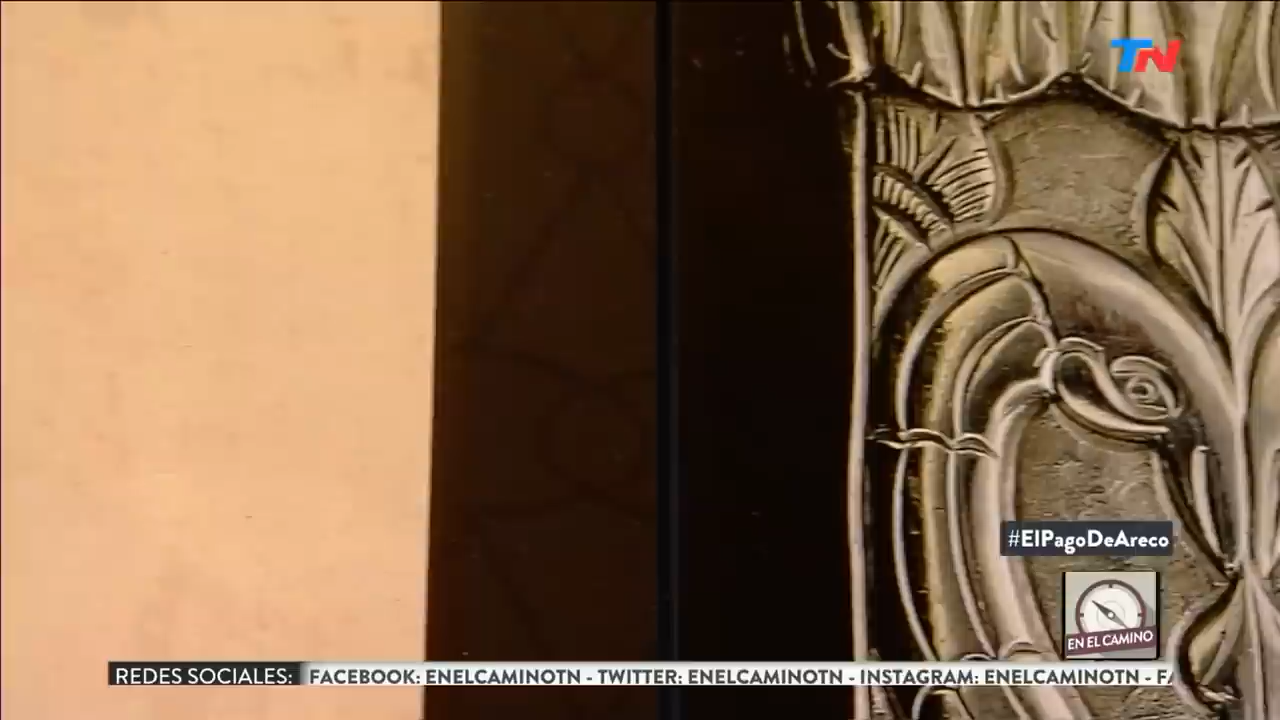 TN
#ElPagoDeAreco
EN EL CAMINO
REDES SOCIALES: FACEBOOK: ENELCAMINOTN - TWITTER: ENELCAMINOTN - INSTAGRAM: ENELCAMINOTN -